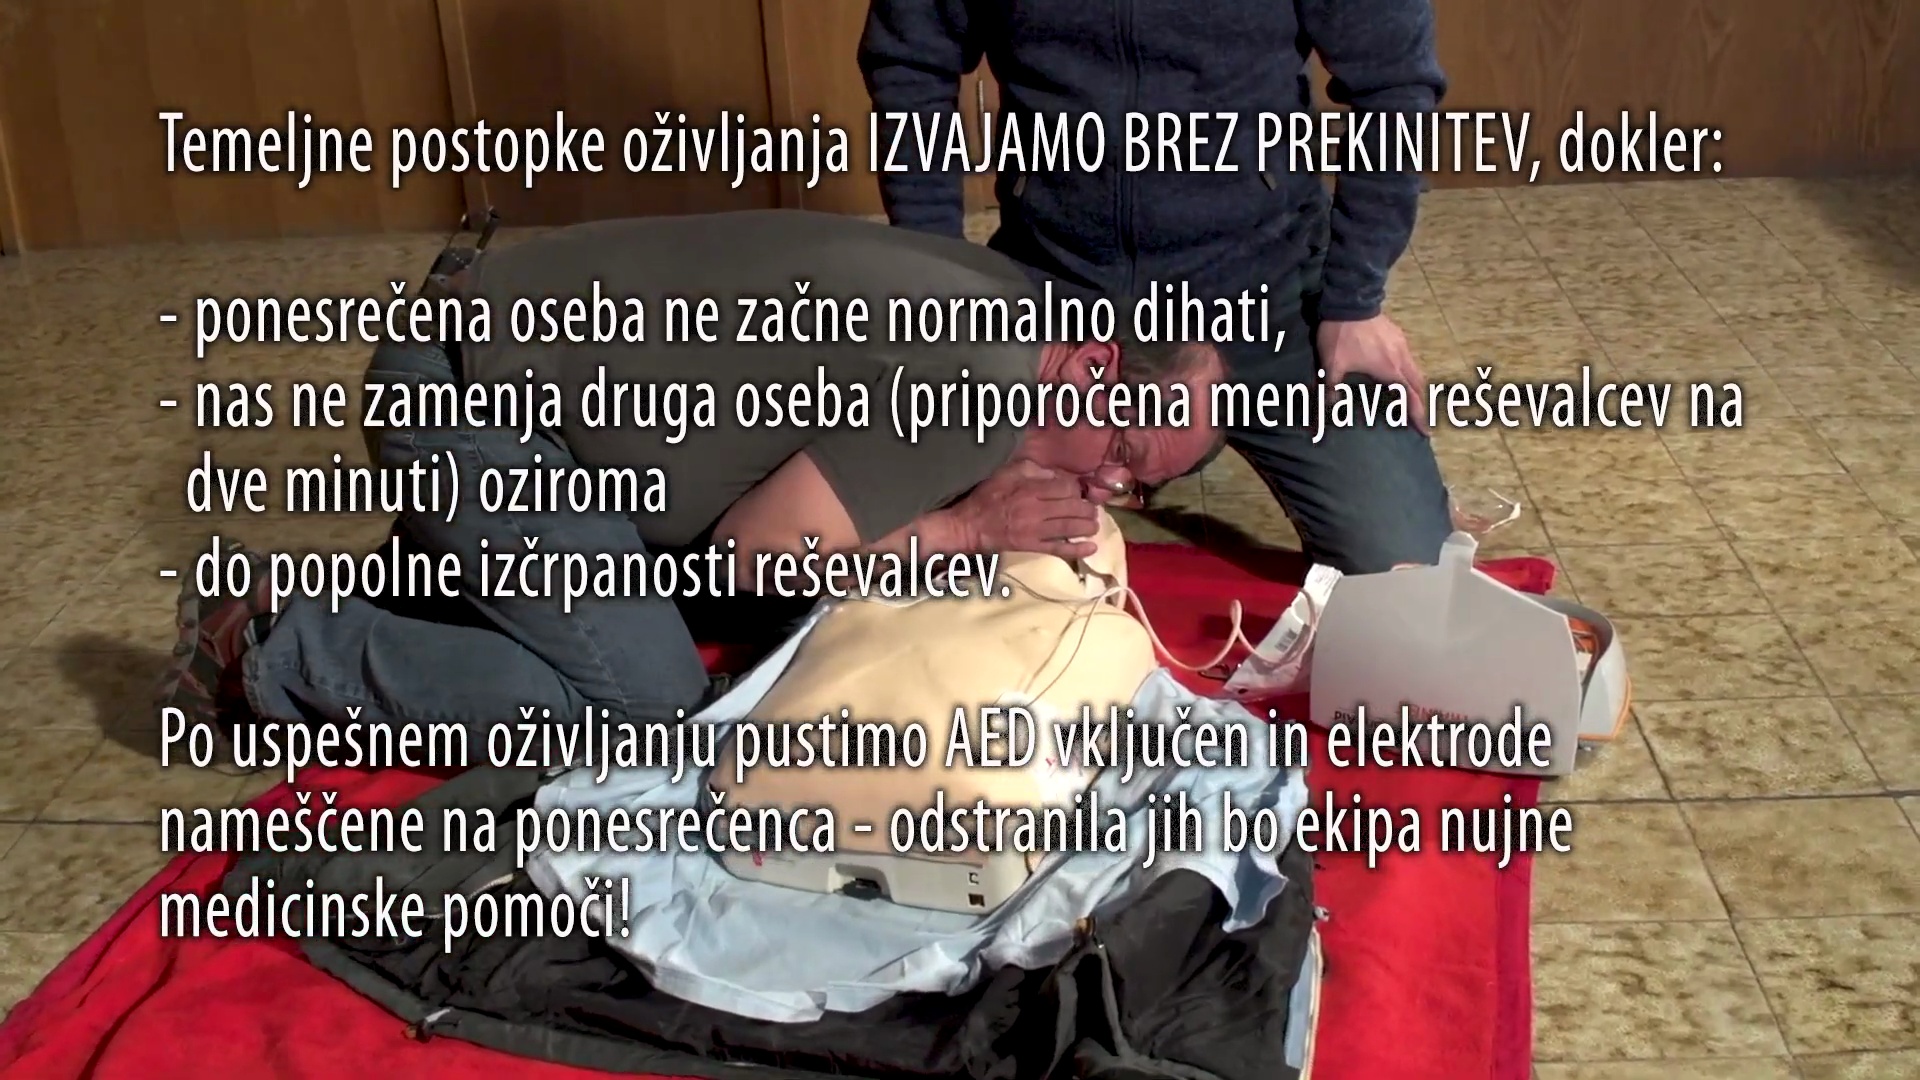 Temeljne postopke oživljanja IZVAJAMO BREZ PREKINITEV, dokler:
- ponesrečena oseba ne začne normalno dihati,
- nas ne zamenja druga oseba (priporočena menjava reševalcev na
dve minuti) oziroma
- do popolne izčrpanosti reševalcev.
Po uspešnem oživljanju pustimo AED vključen in elektrode
nameščene na ponesrečenca - odstranila jih bo ekipa nujne
medicinske pomoči!